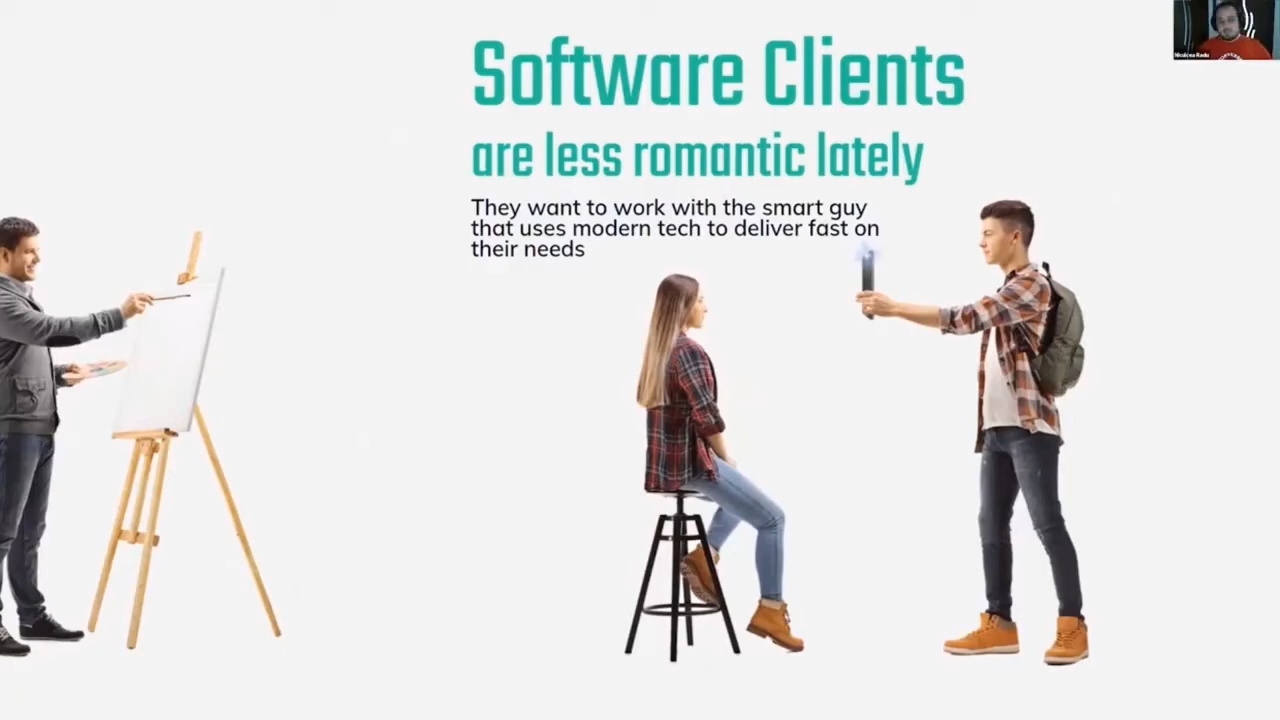 Software Clients
are less romantic lately
They want to work with the smart guy
that uses modern tech to deliver fast on
their needs